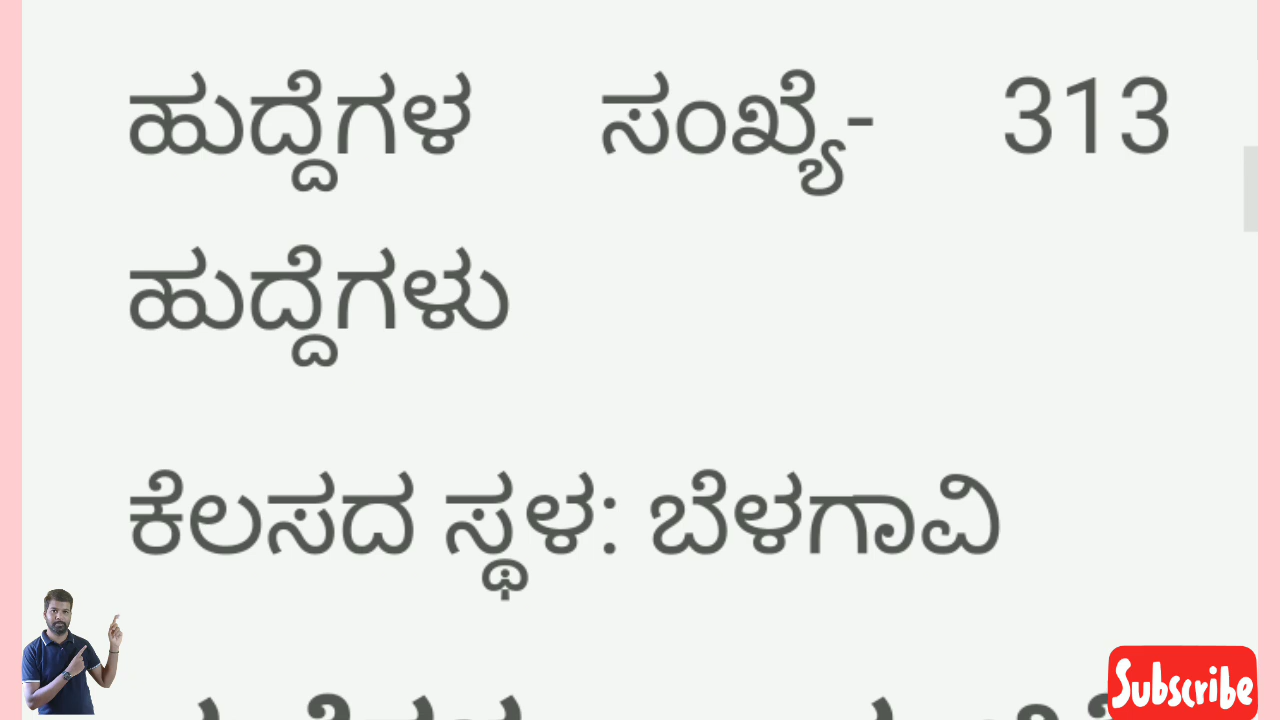 ಹುದ್ದೆಗಳ ಸಂಖ್ಯೆ- 313
ಹುದ್ದೆಗಳು
ಕೆಲಸದ ಸ್ಥಳ: ಬೆಳಗಾವಿ
Subscribe